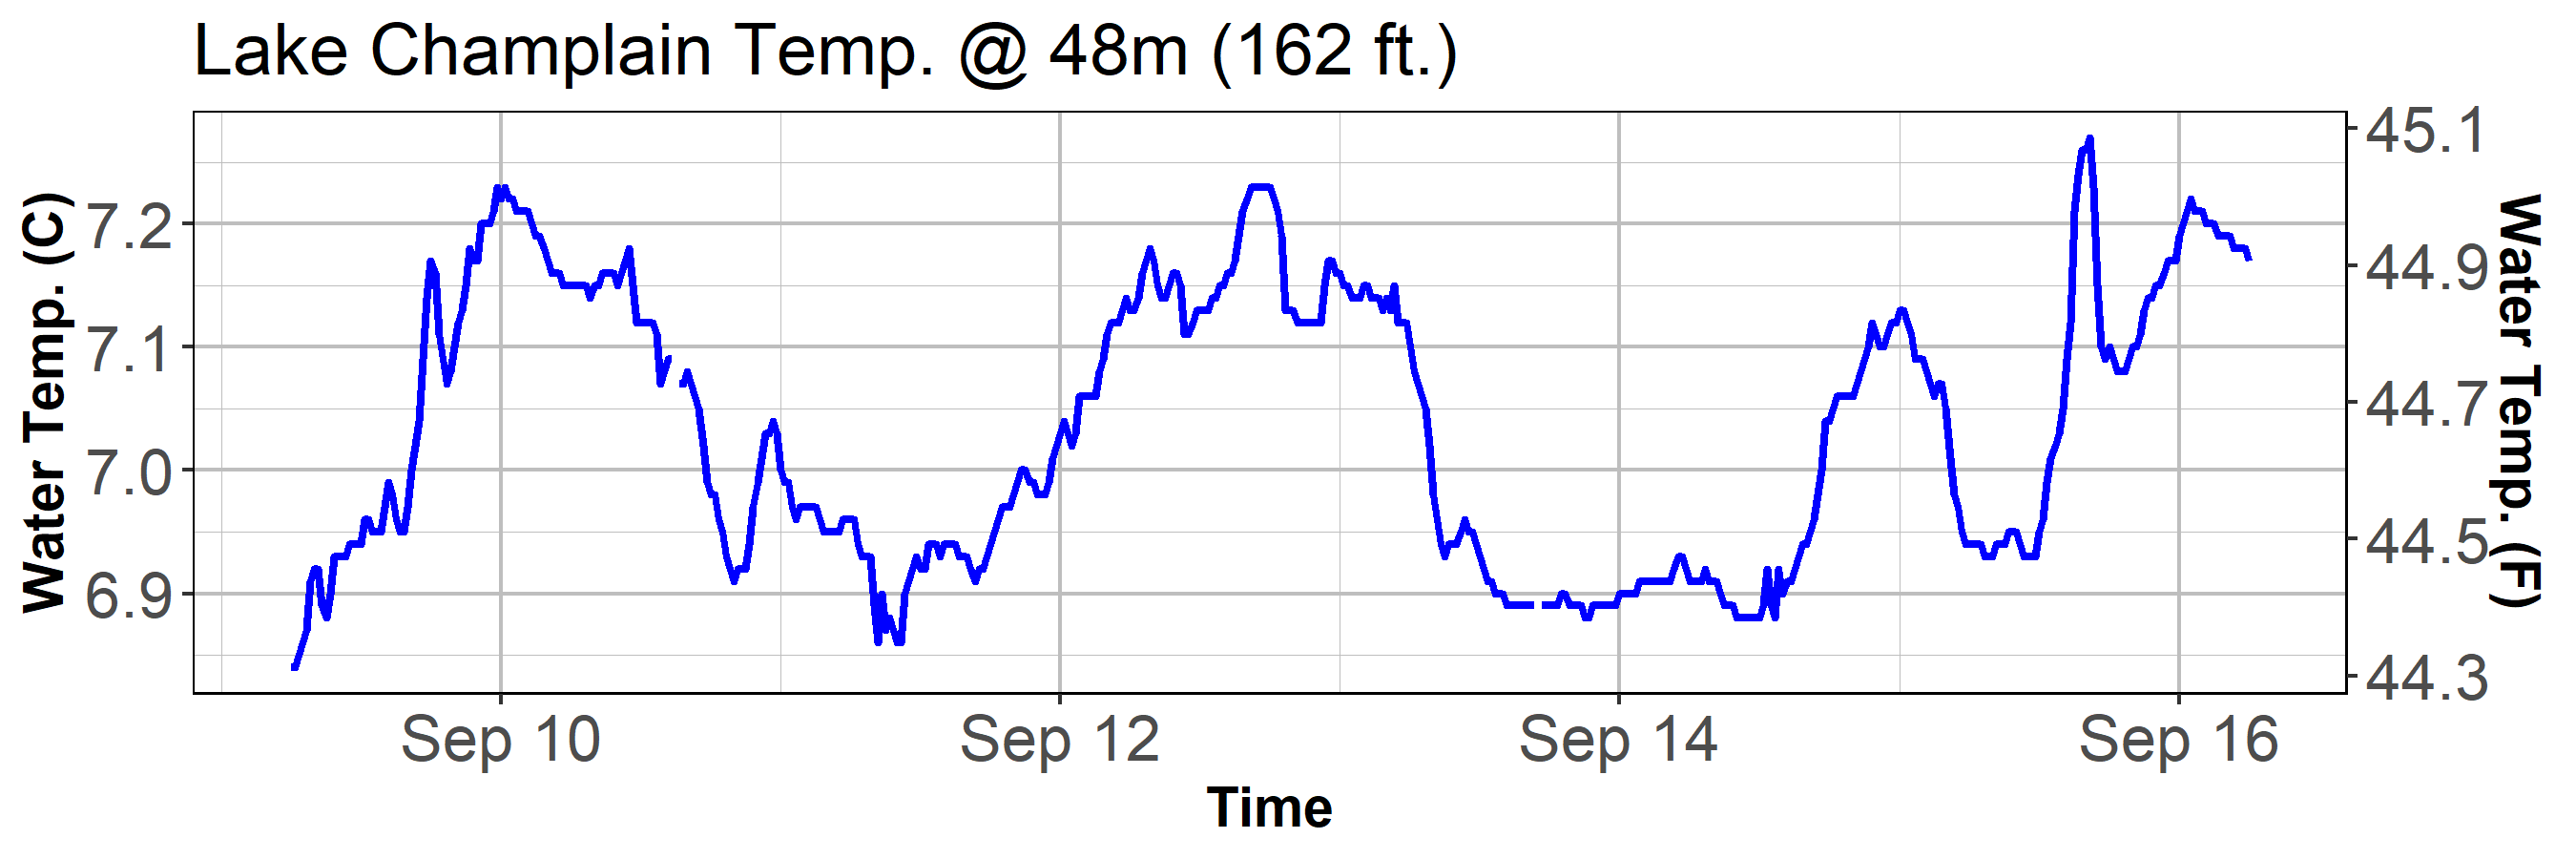 Lake Champlain Temp. @ 48m (162 ft.)
Water Temp. (C)
7.2
7.1
7.0
6.9
45.1
44.9
44.7
44.5
44.3
Water Temp. (F)
Sep 10 Sep 12 Sep 14 Sep 16
Time